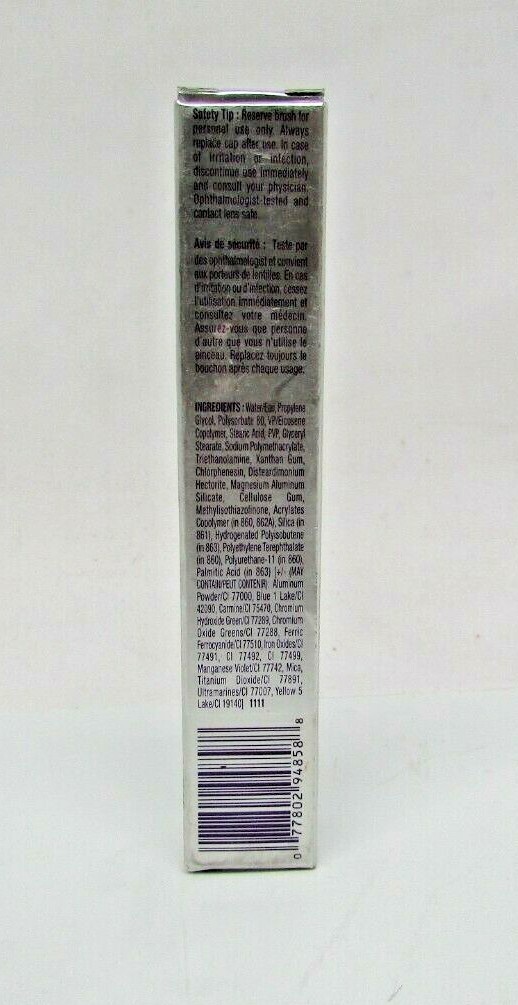 Safety Tip : Reserve brush for
personal use only. Always
replace cap after use. In case
of irritation or infection,
discontinue use immediately
and consult your physician.
Ophthalmologist-tested and
contact lens safe.
Avis de sécurité : Teste par
des ophthalmologist et convient
aux porteurs de lentilles. En cas
d'irritation ou d'infection, cessez
l'utilisation immédiatement et
consultez votre médecin.
Assurez-vous que personne
d'autre que vous n'utilise le
pinceau. Replacez toujours le
bouchon après chaque usage.
INGREDIENTS : Water/Eau, Propylene
Glycol, Polysorbate 60, VP/Eicosene
Copolymer, Stearic Acid, PVP, Glyceryl
Stearate, Sodium Polymethacrylate,
Triethanolamine, Xanthan Gum,
Chlorphenesin, Disteardimonium
Hectorite, Magnesium Aluminum
Silicate, Cellulose Gum,
Methylisothiazolinone, Acrylates
Copolymer (in 860, 862A), Silica (in
861), Hydrogenated Polyisobutene
(in 863), Polyethylene Terephthalate
(in 860), Polyurethane-11 (in 860),
Palmitic Acid (in 863) [+/- (MAY
CONTAIN/PEUT CONTENIR): Aluminum
Powder/CI 77000, Blue 1 Lake/CI
42090, Carmine/CI 75470, Chromium
Hydroxide Green/CI 77289, Chromium
Oxide Greens/CI 77288, Ferric
Ferrocyanide/CI 77510, Iron Oxides/CI
77491, CI 77492, CI 77499,
Manganese Violet/CI 77742, Mica,
Titanium Dioxide/CI 77891,
Ultramarines/CI 77007, Yellow 5
Lake/CI 19140] 1111
0 77802 94858 8